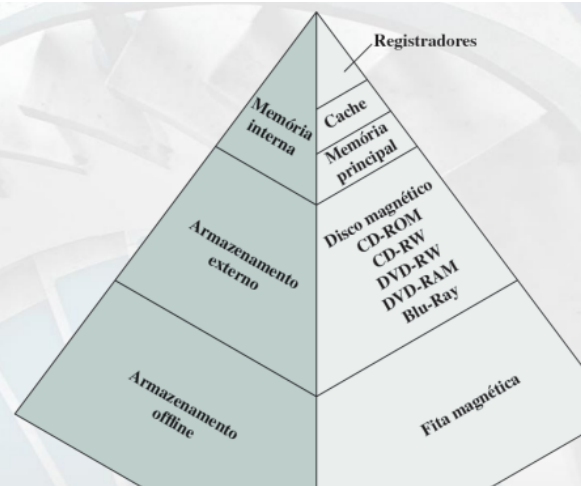 Registradores
Cache
Memória
principal
Memória
interna
Disco magnético
CD-ROM
CD-RW
DVD-RW
DVD-RAM
Blu-Ray
Armazenamento
externo
Armazenamento
offline
Fita magnética